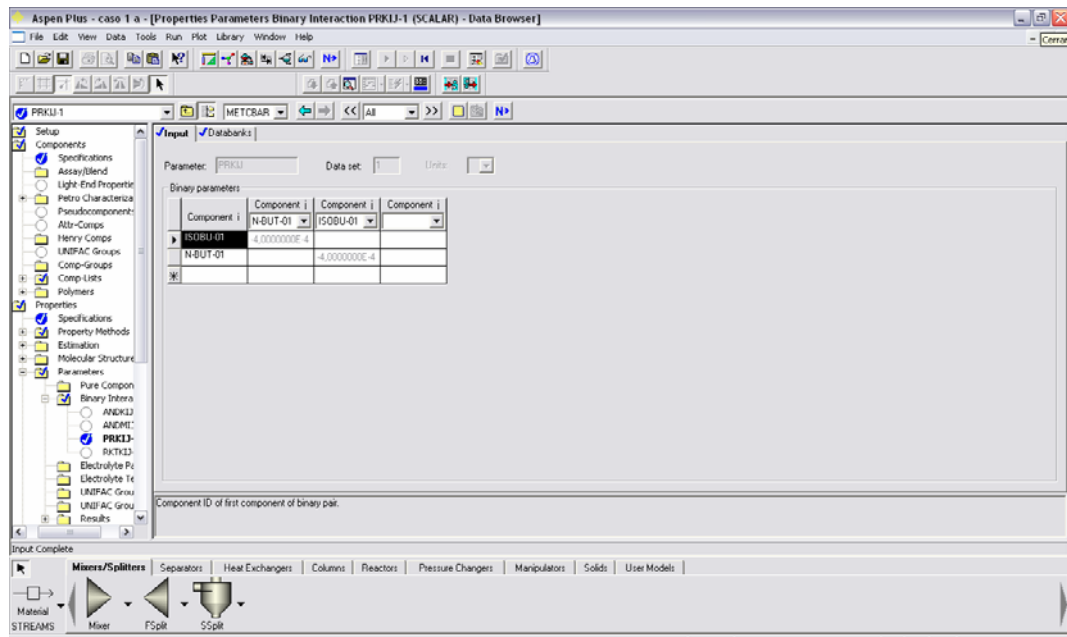 Aspen Plus - caso 1 a - [Properties Parameters Binary Interaction PRKIJ-1 (SCALAR) - Data Browser]
File Edit View Data Tools Run Plot Library Window Help
Cerrar
N>
PRKIJ-1
METCBAR
<< All >>
N>
Setup
Components
Specifications
Assay/Blend
Light-End Propertie
Petro Characteriza
Pseudocomponent:
Attr-Comps
Henry Comps
UNIFAC Groups
Comp-Groups
Comp-Lists
Polymers
Properties
Specifications
Property Methods
Estimation
Molecular Structure
Parameters
Pure Compon
Binary Intera
ANDKIJ
ANDMI:
PRKIJ-
RKTKIJ-
Electrolyte Pa
Electrolyte Te
UNIFAC Grou
UNIFAC Grou
Results
Input Databanks
Parameter: PRKIJ Data set: 1 Units:
Binary parameters
Component i Component j Component j Component j
N-BUT-01 ISOBU-01
ISOBU-01 -4,0000000E-4
N-BUT-01 -4,0000000E-4
Component ID of first component of binary pair.
Input Complete
Mixers/Splitters Separators Heat Exchangers Columns Reactors Pressure Changers Manipulators Solids User Models
Material
STREAMS Mixer FSplit SSplit